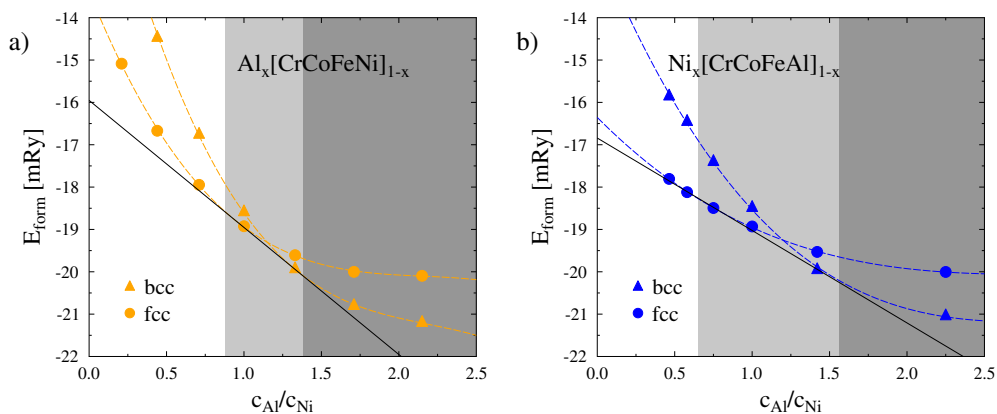 a)
Al_x[CrCoFeNi]_{1-x}
E_form [mRy]
-14
-15
-16
-17
-18
-19
-20
-21
-22
bcc
fcc
0.0 0.5 1.0 1.5 2.0 2.5
c_Al/c_Ni
b)
Ni_x[CrCoFeAl]_{1-x}
E_form [mRy]
-14
-15
-16
-17
-18
-19
-20
-21
-22
bcc
fcc
0.0 0.5 1.0 1.5 2.0 2.5
c_Al/c_Ni